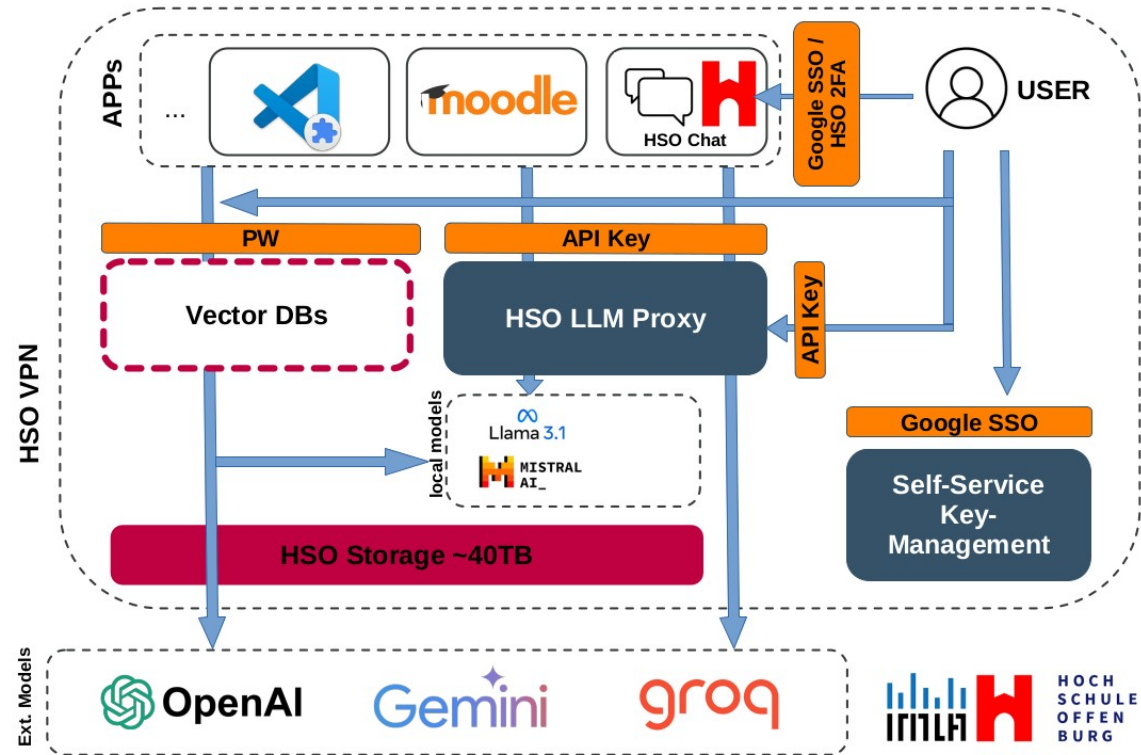 APPs
...
moodle
HSO Chat
Google SSO /
HSO 2FA
USER
PW
API Key
Vector DBs
HSO LLM Proxy
API Key
HSO VPN
local models
Llama 3.1
MISTRAL
AI_
Google SSO
Self-Service
Key-
Management
HSO Storage ~40TB
Ext. Models
OpenAI
Gemini
groq
HOCH
SCHULE
OFFEN
BURG